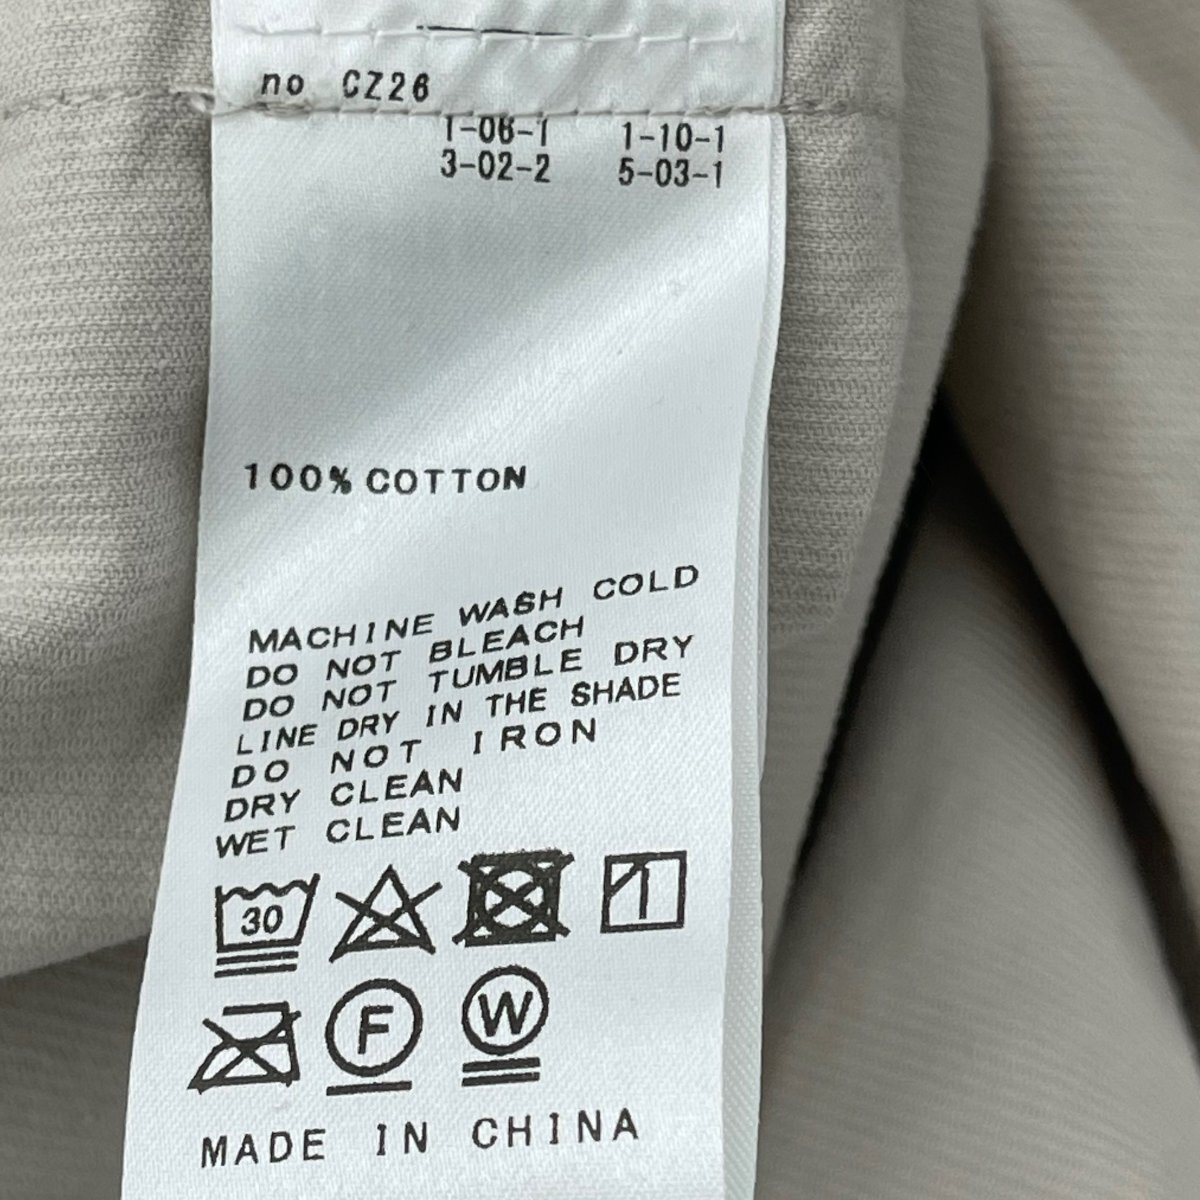 no CZ26
1-06-1 1-10-1
3-02-2 5-03-1
100% COTTON
MACHINE WASH COLD
DO NOT BLEACH
DO NOT TUMBLE DRY
LINE DRY IN THE SHADE
DO NOT IRON
DRY CLEAN
WET CLEAN
30
F W
MADE IN CHINA